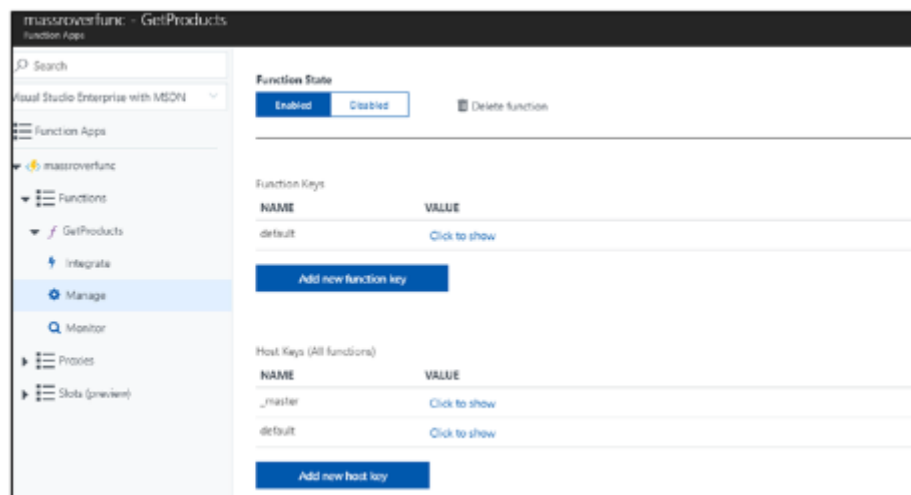 massroverfunc - GetProducts
Function Apps
Search
Visual Studio Enterprise with MSDN
Function Apps
massroverfunc
Functions
GetProducts
Integrate
Manage
Monitor
Proxies
Slots (preview)
Function State
Enabled Disabled Delete function
Function Keys
NAME VALUE
default Click to show
Add new function key
Host Keys (All functions)
NAME VALUE
_master Click to show
default Click to show
Add new host key